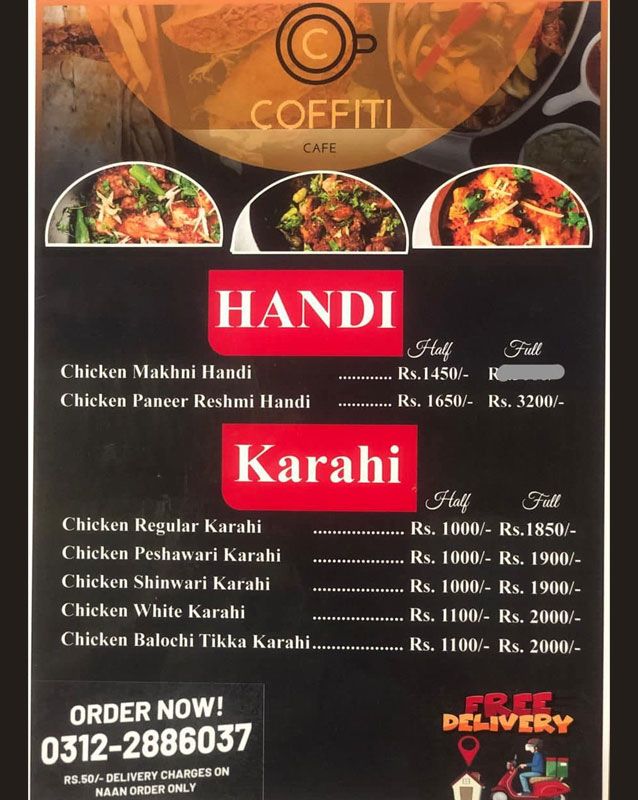 C
COFFITI
CAFE
HANDI
Half Full
Chicken Makhni Handi ............ Rs.1450/-
Chicken Paneer Reshmi Handi ............ Rs. 1650/- Rs. 3200/-
Karahi
Half Full
Chicken Regular Karahi .................... Rs. 1000/- Rs.1850/-
Chicken Peshawari Karahi .................... Rs. 1000/- Rs. 1900/-
Chicken Shinwari Karahi .................... Rs. 1000/- Rs. 1900/-
Chicken White Karahi .................... Rs. 1100/- Rs. 2000/-
Chicken Balochi Tikka Karahi.................... Rs. 1100/- Rs. 2000/-
ORDER NOW!
0312-2886037
RS.50/- DELIVERY CHARGES ON
NAAN ORDER ONLY
FREE
DELIVERY